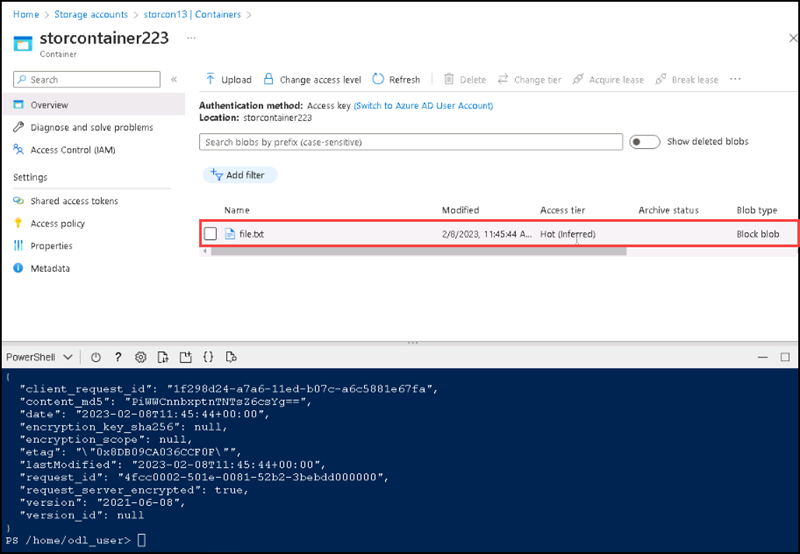 Home > Storage accounts > storcon13 | Containers >
storcontainer223 ...
Container
Search
«
Overview
Diagnose and solve problems
Access Control (IAM)
Settings
Shared access tokens
Access policy
Properties
Metadata
Upload Change access level Refresh Delete Change tier Acquire lease Break lease ...
Authentication method: Access key (Switch to Azure AD User Account)
Location: storcontainer223
Search blobs by prefix (case-sensitive)
Show deleted blobs
Add filter
Name Modified Access tier Archive status Blob type
file.txt 2/8/2023, 11:45:44 A... Hot (Inferred) Block blob
PowerShell ? {}
{
"client_request_id": "1f298d24-a7a6-11ed-b07c-a6c5881e67fa",
"content_md5": "PiWWCnnbxptnTNTsZ6csYg==",
"date": "2023-02-08T11:45:44+00:00",
"encryption_key_sha256": null,
"encryption_scope": null,
"etag": "\"0x8DB09CA036CCF0F\"",
"lastModified": "2023-02-08T11:45:44+00:00",
"request_id": "4fcc0002-501e-0081-52b2-3bebdd000000",
"request_server_encrypted": true,
"version": "2021-06-08",
"version_id": null
}
PS /home/odl_user>